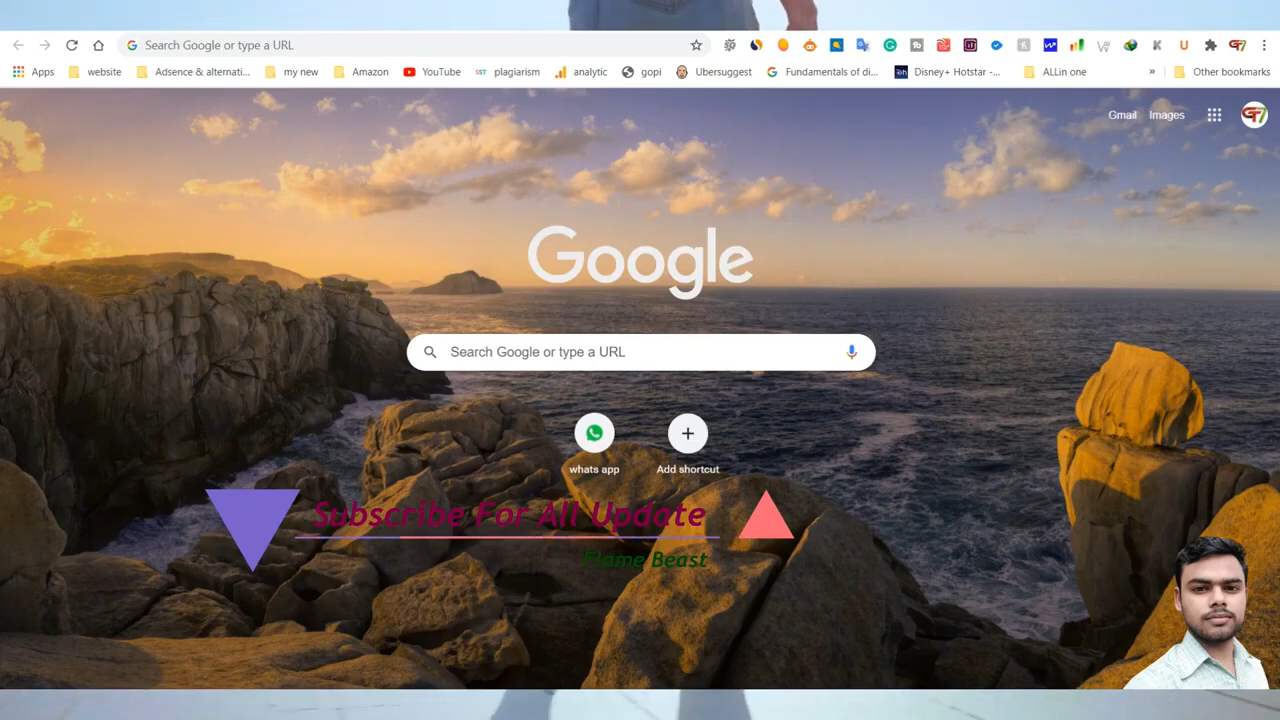 Search Google or type a URL
Apps website Adsence & alternati... my new Amazon YouTube SST plagiarism analytic gopi Ubersuggest Fundamentals of di... Disney+ Hotstar -... ALLin one » Other bookmarks
Gmail Images GT7
Google
Search Google or type a URL
whats app Add shortcut
Subscribe For All Update
Flame Beast